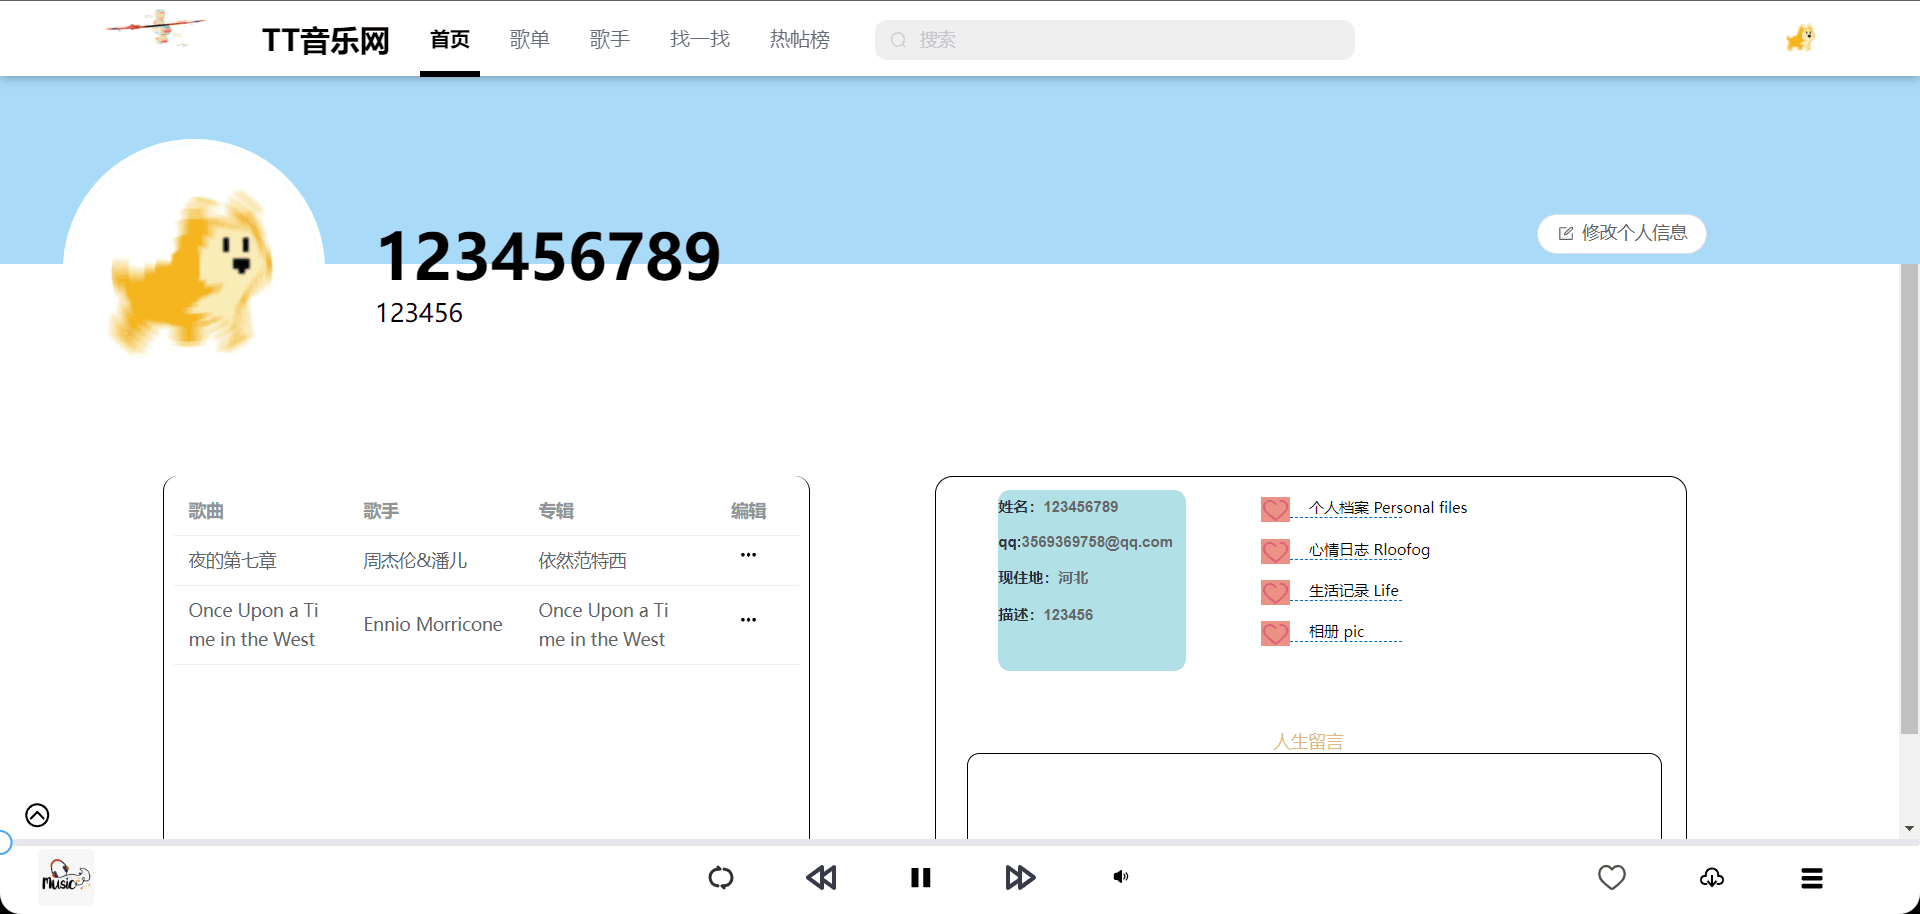 TT音乐网
首页
歌单
歌手
找一找
热帖榜
搜索
修改个人信息
123456789
123456
歌曲 歌手 专辑 编辑
夜的第七章 周杰伦&潘儿 依然范特西
Once Upon a Ti
me in the West
Ennio Morricone
Once Upon a Ti
me in the West
姓名：123456789
qq:3569369758@qq.com
现住地：河北
描述：123456
个人档案 Personal files
心情日志 Rloofog
生活记录 Life
相册 pic
人生留言
Music